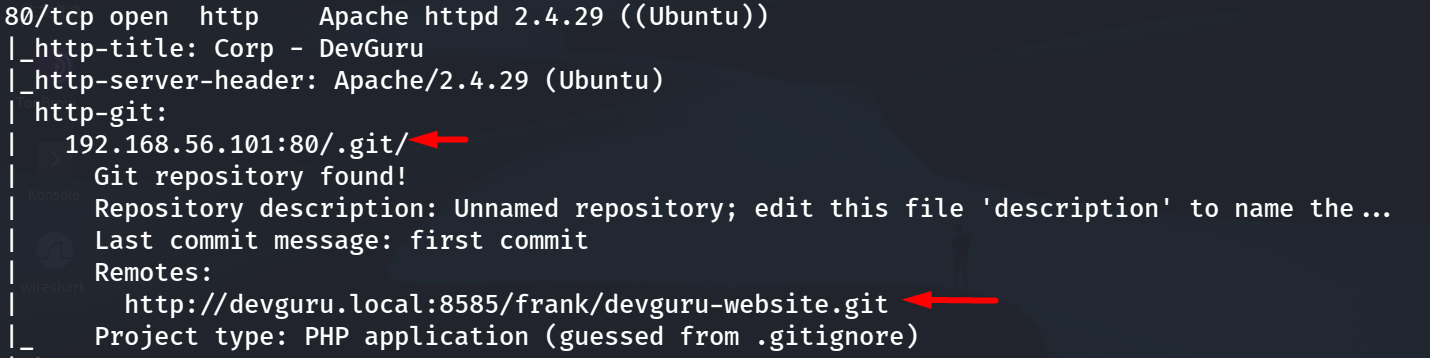 80/tcp open  http    Apache httpd 2.4.29 ((Ubuntu))
|_http-title: Corp - DevGuru
|_http-server-header: Apache/2.4.29 (Ubuntu)
| http-git:
|   192.168.56.101:80/.git/
|     Git repository found!
|     Repository description: Unnamed repository; edit this file 'description' to name the...
|     Last commit message: first commit
|     Remotes:
|       http://devguru.local:8585/frank/devguru-website.git
|_    Project type: PHP application (guessed from .gitignore)
Konsole
wireshark